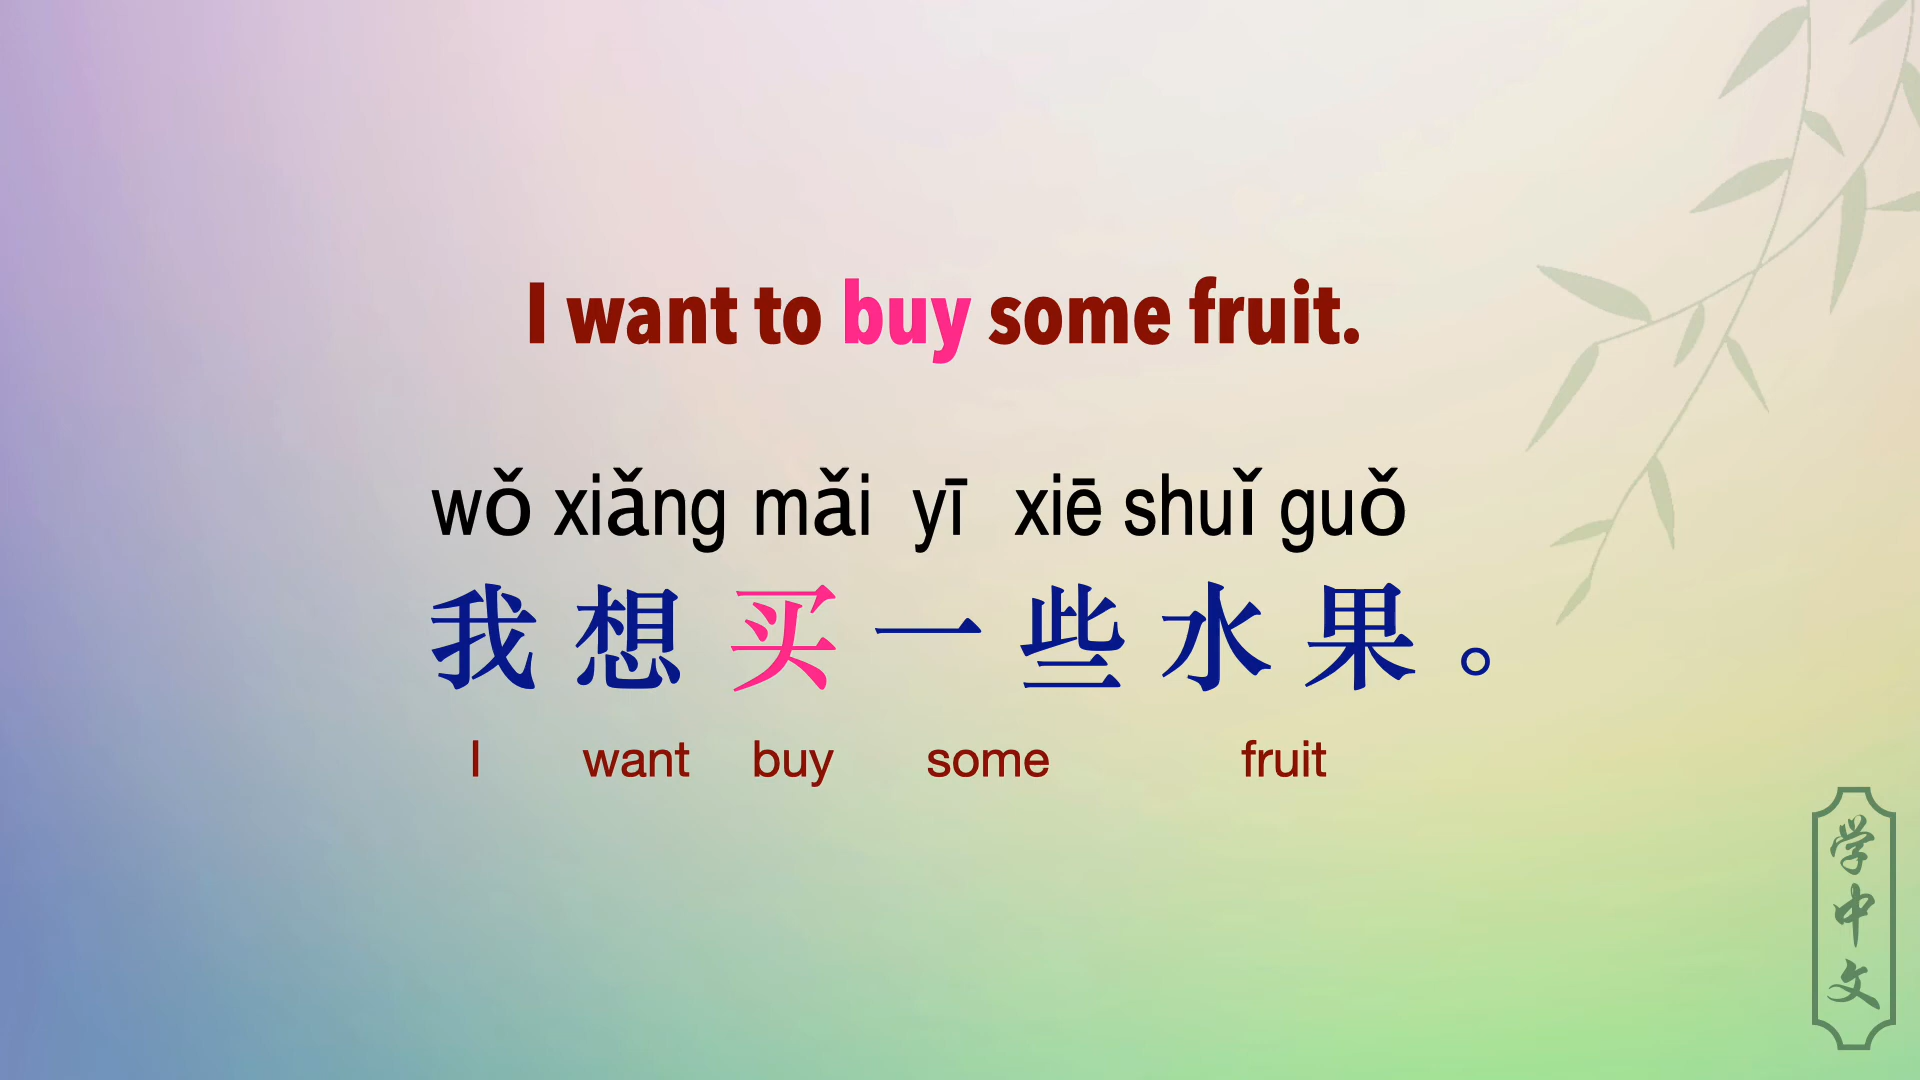 I want to buy some fruit.
wǒ xiǎng mǎi yī xiē shuǐ guǒ
我想买一些水果。
I want buy some fruit
学中文